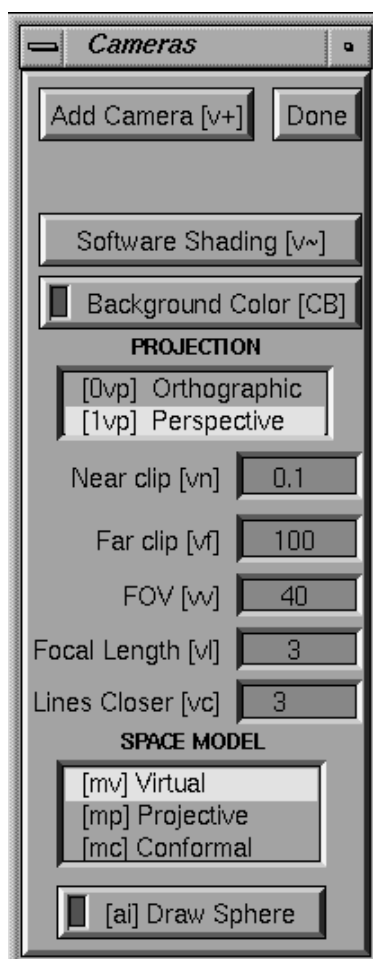 Cameras
Add Camera [v+] Done
Software Shading [v~]
Background Color [CB]
PROJECTION
[0vp] Orthographic
[1vp] Perspective
Near clip [vn] 0.1
Far clip [vf] 100
FOV [vv] 40
Focal Length [vl] 3
Lines Closer [vc] 3
SPACE MODEL
[mv] Virtual
[mp] Projective
[mc] Conformal
[ai] Draw Sphere